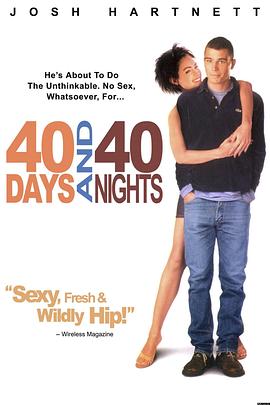 JOSH HARTNETT
He's About To Do
The Unthinkable. No Sex,
Whatsoever, For...
40 AND 40
DAYS NIGHTS
"Sexy, Fresh &
Wildly Hip!"
– Wireless Magazine